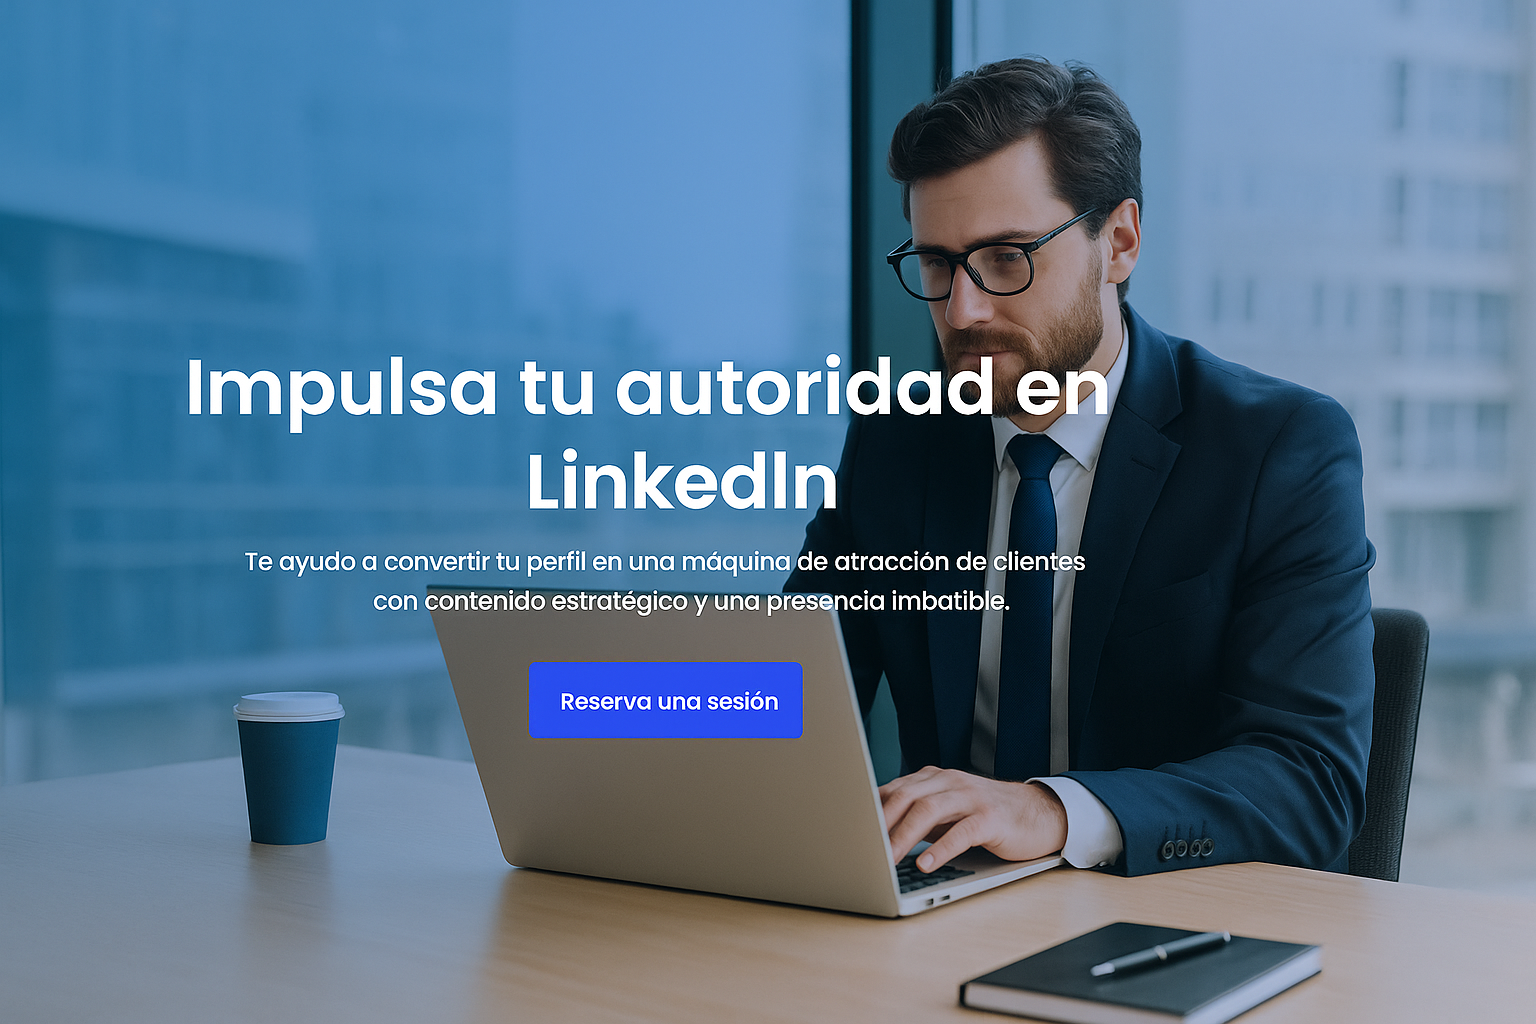 Impulsa tu autoridad en
LinkedIn
Te ayudo a convertir tu perfil en una máquina de atracción de clientes
con contenido estratégico y una presencia imbatible.
Reserva una sesión